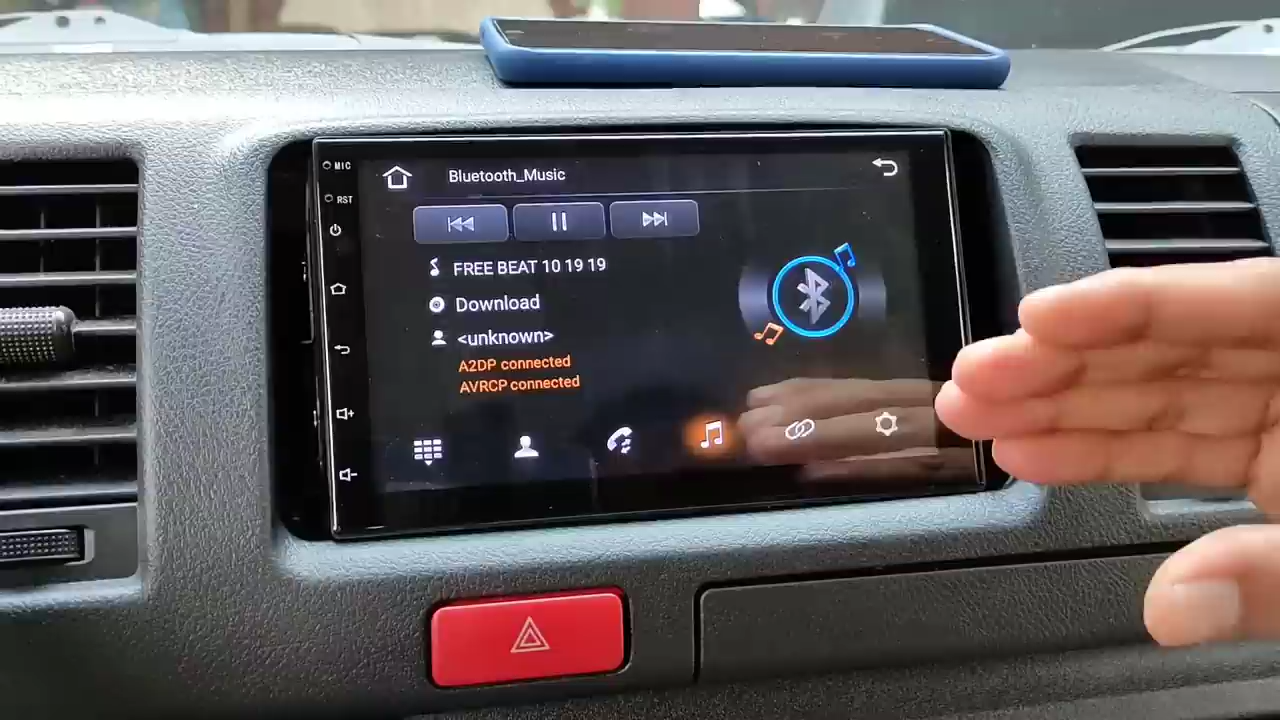 MIC
Bluetooth_Music
RST
FREE BEAT 10 19 19
Download
<unknown>
A2DP connected
AVRCP connected